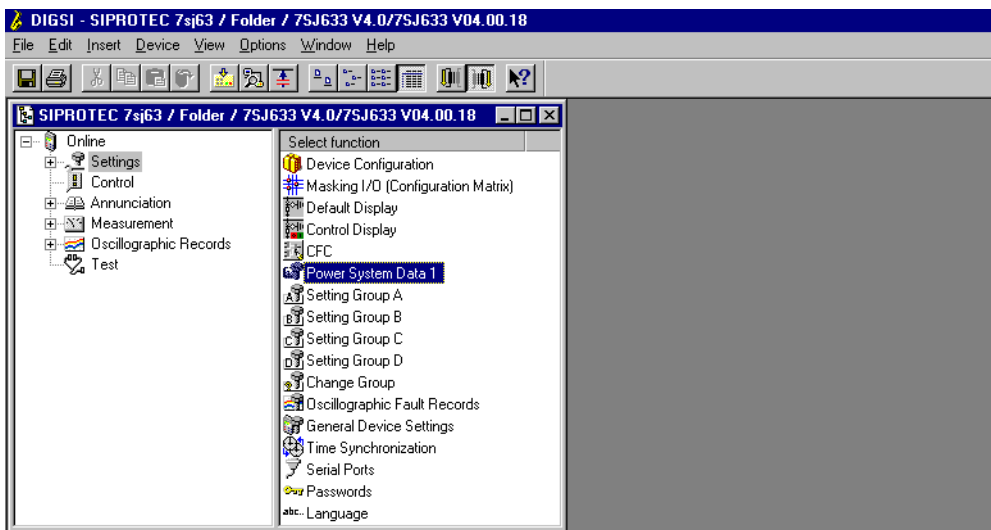 DIGSI - SIPROTEC 7sj63 / Folder / 7SJ633 V4.0/7SJ633 V04.00.18
File Edit Insert Device View Options Window Help
SIPROTEC 7sj63 / Folder / 7SJ633 V4.0/7SJ633 V04.00.18
Online
Settings
Control
Annunciation
Measurement
Oscillographic Records
Test
Select function
Device Configuration
Masking I/O (Configuration Matrix)
Default Display
Control Display
CFC
Power System Data 1
Setting Group A
Setting Group B
Setting Group C
Setting Group D
Change Group
Oscillographic Fault Records
General Device Settings
Time Synchronization
Serial Ports
Passwords
abc.. Language